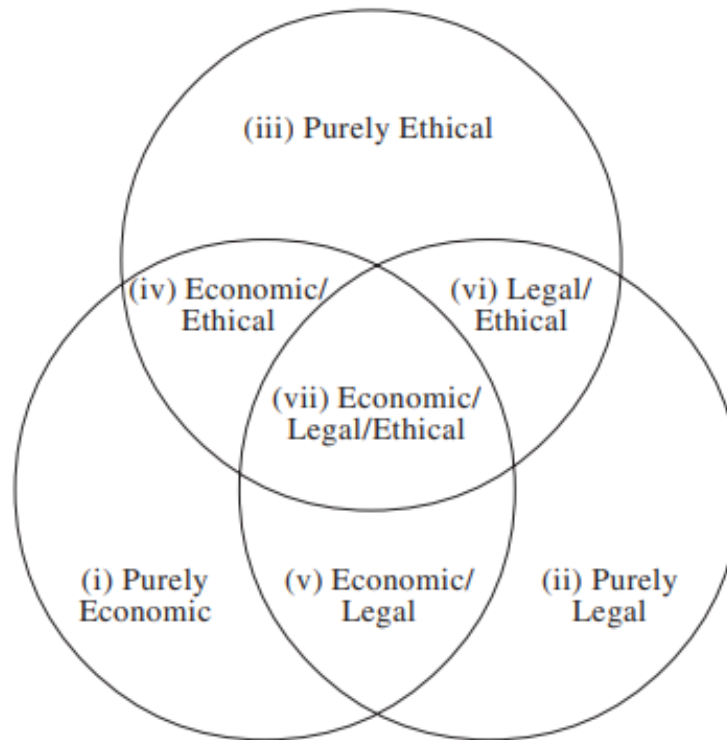 (iii) Purely Ethical
(iv) Economic/
Ethical
(vi) Legal/
Ethical
(vii) Economic/
Legal/Ethical
(i) Purely
Economic
(v) Economic/
Legal
(ii) Purely
Legal